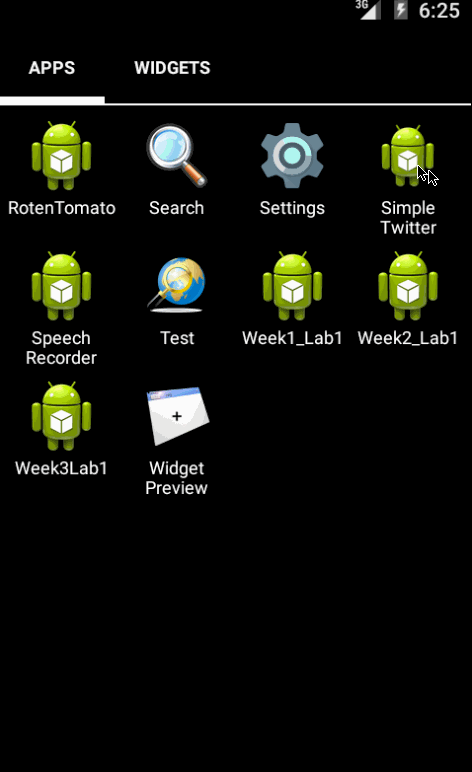 3G 6:25
APPS WIDGETS
RotenTomato Search Settings Simple
Twitter
Speech
Recorder Test Week1_Lab1 Week2_Lab1
Week3Lab1 Widget
Preview